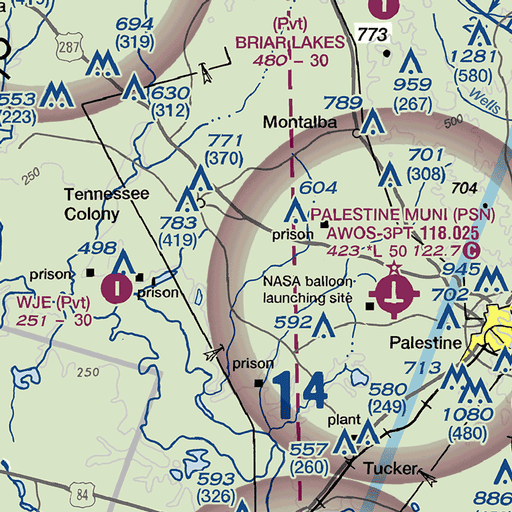 (Pvt)
BRIAR LAKES
480 - 30
773
694
(319)
287
1281
(580)
959
(267)
Wells
553
(223)
630
(312)
789
Montalba
500
771
(370)
701
(308)
250
704
Tennessee
Colony
604
783
(419)
PALESTINE MUNI (PSN)
prison
AWOS-3PT 118.025
423 *L 50 122.7 C
498
prison
prison
945
NASA balloon
launching site
702
WJE (Pvt)
251 - 30
592
Palestine
prison
250
713
14
580
(249)
plant
1080
(480)
557
(260)
Tucker
593
(326)
84
886